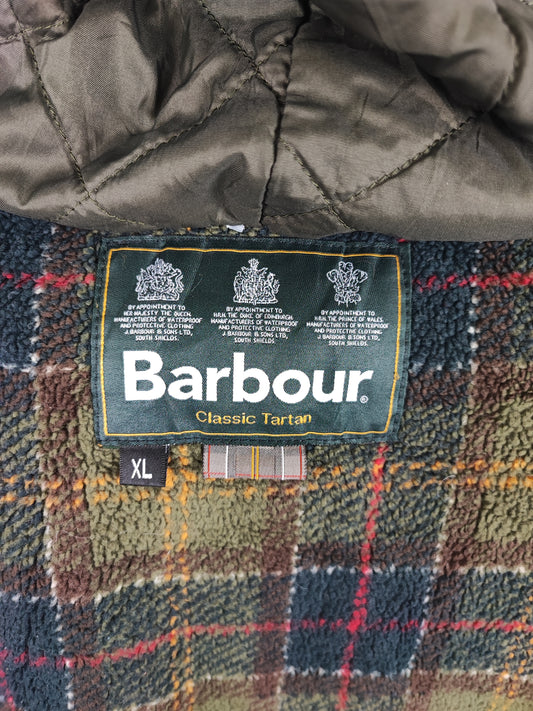 BY APPOINTMENT TO
HER MAJESTY THE QUEEN.
MANUFACTURERS OF WATERPROOF
AND PROTECTIVE CLOTHING
J. BARBOUR & SONS LTD,
SOUTH SHIELDS.
BY APPOINTMENT TO
H.R.H. THE DUKE OF EDINBURGH.
MANUFACTURERS OF WATERPROOF
AND PROTECTIVE CLOTHING
J. BARBOUR & SONS LTD,
SOUTH SHIELDS.
BY APPOINTMENT TO
H.R.H. THE PRINCE OF WALES.
MANUFACTURERS OF WATERPROOF
AND PROTECTIVE CLOTHING
J. BARBOUR & SONS LTD,
SOUTH SHIELDS.
Barbour®
Classic Tartan
XL